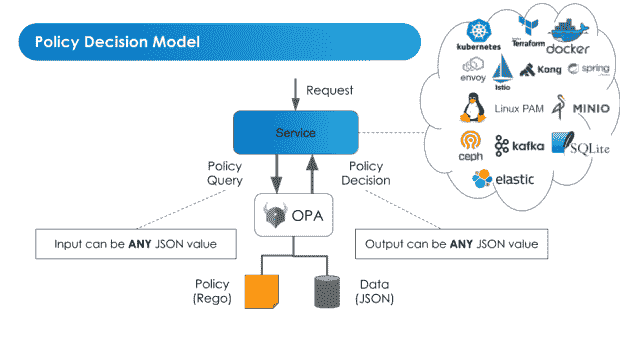 Policy Decision Model
Request
Service
Policy
Query
Policy
Decision
OPA
Input can be ANY JSON value
Output can be ANY JSON value
Policy
(Rego)
Data
(JSON)
kubernetes
Terraform
docker
envoy
Istio
Kong
spring
Linux PAM
MINIO
ceph
kafka
SQLite
elastic